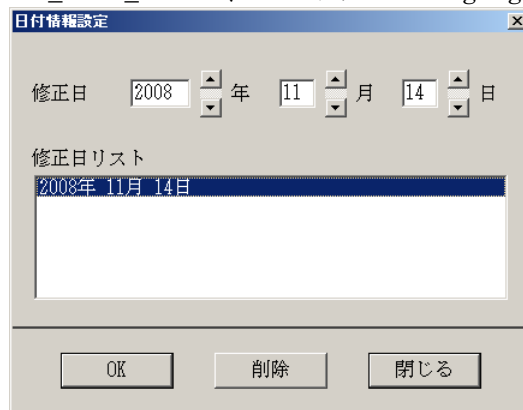 日付情報設定
修正日 2008 年 11 月 14 日
修正日リスト
2008年 11月 14日
OK 削除 閉じる